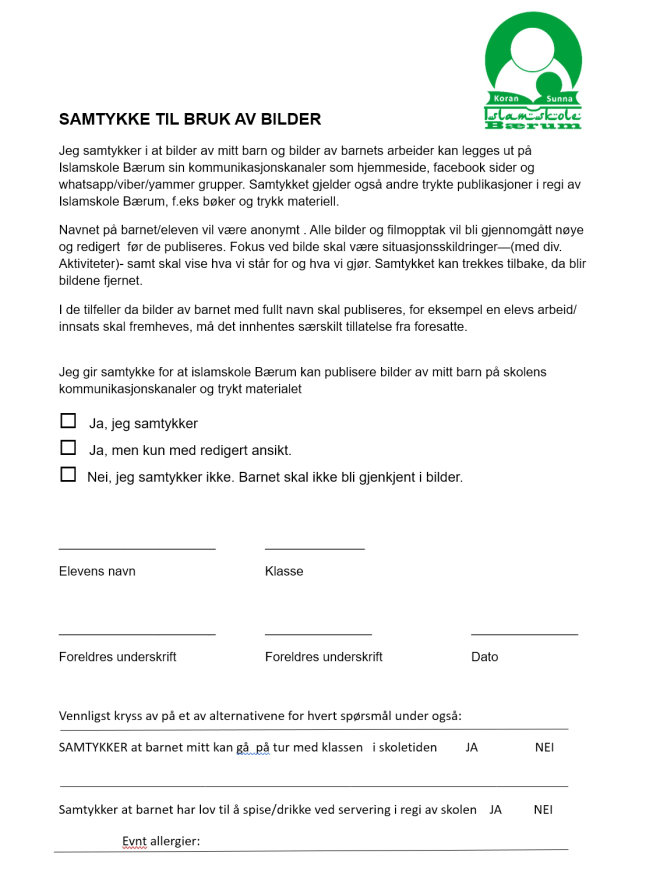 Koran Sunna
Islamskole
Bærum
SAMTYKKE TIL BRUK AV BILDER
Jeg samtykker i at bilder av mitt barn og bilder av barnets arbeider kan legges ut på
Islamskole Bærum sin kommunikasjonskanaler som hjemmeside, facebook sider og
whatsapp/viber/yammer grupper. Samtykket gjelder også andre trykte publikasjoner i regi av
Islamskole Bærum, f.eks bøker og trykk materiell.
Navnet på barnet/eleven vil være anonymt . Alle bilder og filmopptak vil bli gjennomgått nøye
og redigert  før de publiseres. Fokus ved bilde skal være situasjonsskildringer—(med div.
Aktiviteter)- samt skal vise hva vi står for og hva vi gjør. Samtykket kan trekkes tilbake, da blir
bildene fjernet.
I de tilfeller da bilder av barnet med fullt navn skal publiseres, for eksempel en elevs arbeid/
innsats skal fremheves, må det innhentes særskilt tillatelse fra foresatte.
Jeg gir samtykke for at islamskole Bærum kan publisere bilder av mitt barn på skolens
kommunikasjonskanaler og trykt materialet
Ja, jeg samtykker
Ja, men kun med redigert ansikt.
Nei, jeg samtykker ikke. Barnet skal ikke bli gjenkjent i bilder.
Elevens navn Klasse
Foreldres underskrift Foreldres underskrift Dato
Vennligst kryss av på et av alternativene for hvert spørsmål under også:
SAMTYKKER at barnet mitt kan gå  på tur med klassen  i skoletiden JA NEI
Samtykker at barnet har lov til å spise/drikke ved servering i regi av skolen JA NEI
Evnt allergier: